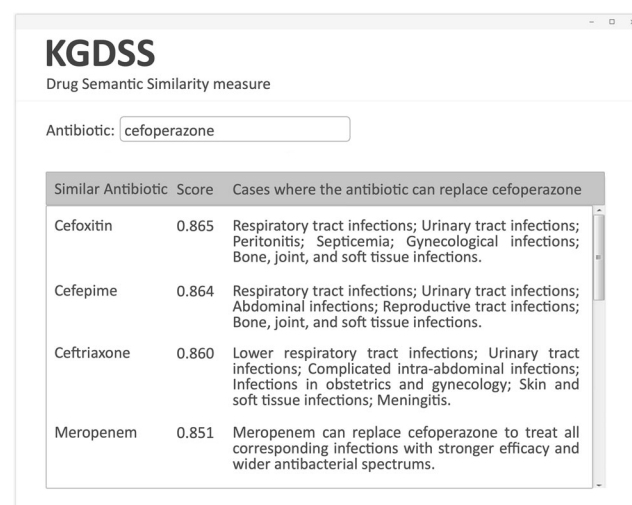 KGDSS
Drug Semantic Similarity measure
Antibiotic: cefoperazone
Similar Antibiotic Score Cases where the antibiotic can replace cefoperazone
Cefoxitin 0.865 Respiratory tract infections; Urinary tract infections;
Peritonitis; Septicemia; Gynecological infections;
Bone, joint, and soft tissue infections.
Cefepime 0.864 Respiratory tract infections; Urinary tract infections;
Abdominal infections; Reproductive tract infections;
Bone, joint, and soft tissue infections.
Ceftriaxone 0.860 Lower respiratory tract infections; Urinary tract
infections; Complicated intra-abdominal infections;
Infections in obstetrics and gynecology; Skin and
soft tissue infections; Meningitis.
Meropenem 0.851 Meropenem can replace cefoperazone to treat all
corresponding infections with stronger efficacy and
wider antibacterial spectrums.